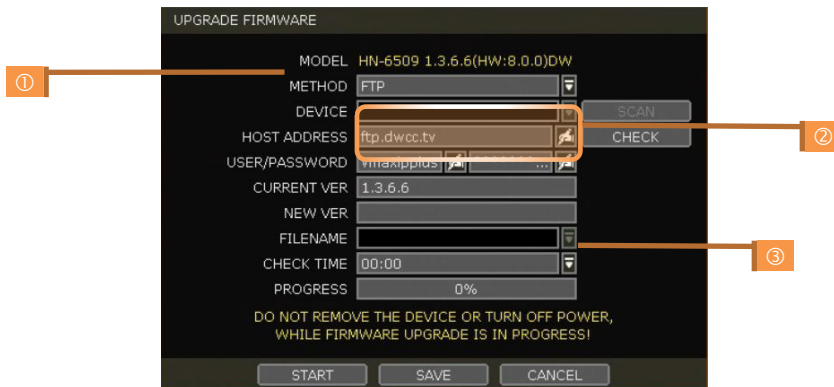 UPGRADE FIRMWARE
MODEL HN-6509 1.3.6.6(HW:8.0.0)DW
① METHOD FTP
DEVICE SCAN
HOST ADDRESS ftp.dwcc.tv CHECK ②
USER/PASSWORD vmaxipplus ...
CURRENT VER 1.3.6.6
NEW VER
FILENAME
③
CHECK TIME 00:00
PROGRESS 0%
DO NOT REMOVE THE DEVICE OR TURN OFF POWER,
WHILE FIRMWARE UPGRADE IS IN PROGRESS!
START SAVE CANCEL